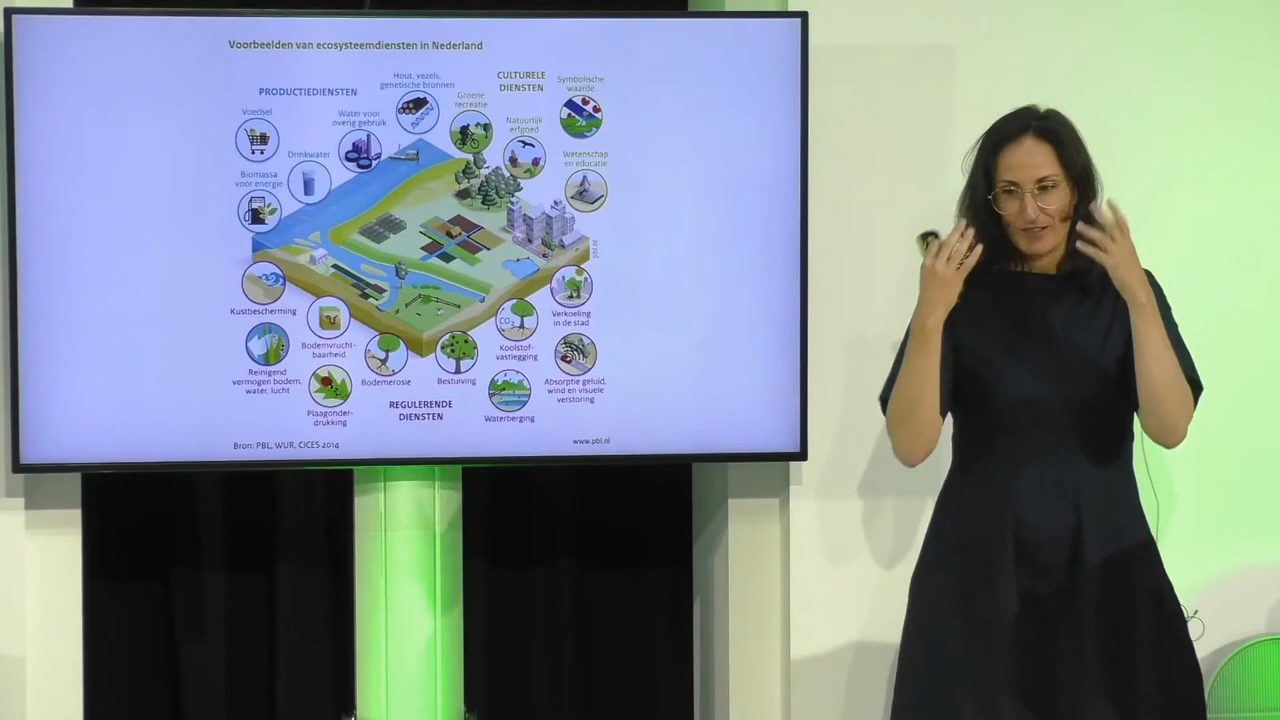 Voorbeelden van ecosysteemdiensten in Nederland
PRODUCTIEDIENSTEN
Voedsel
Drinkwater
Biomassa
voor energie
Water voor
overig gebruik
Hout, vezels,
genetische bronnen
CULTURELE
DIENSTEN
Groene
recreatie
Natuurlijk
erfgoed
Symbolische
waarde
Wetenschap
en educatie
pbl.nl
Kustbescherming
Reinigend
vermogen bodem,
water, lucht
Bodemvrucht-
baarheid
Plaagonder-
drukking
Bodemerosie
Bestuiving
CO2
Koolstof-
vastlegging
Waterberging
Verkoeling
in de stad
Absorptie geluid,
wind en visuele
verstoring
REGULERENDE
DIENSTEN
Bron: PBL, WUR, CICES 2014
www.pbl.nl